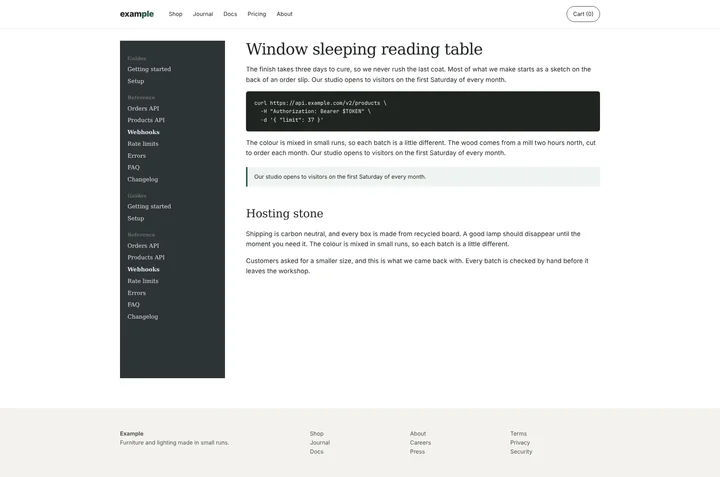 example
Shop
Journal
Docs
Pricing
About
Cart (0)
Guides
Getting started
Setup
Reference
Orders API
Products API
Webhooks
Rate limits
Errors
FAQ
Changelog
Guides
Getting started
Setup
Reference
Orders API
Products API
Webhooks
Rate limits
Errors
FAQ
Changelog
Window sleeping reading table
The finish takes three days to cure, so we never rush the last coat. Most of what we make starts as a sketch on the
back of an order slip. Our studio opens to visitors on the first Saturday of every month.
curl https://api.example.com/v2/products \
-H "Authorization: Bearer $TOKEN" \
-d '{ "limit": 37 }'
The colour is mixed in small runs, so each batch is a little different. The wood comes from a mill two hours north, cut
to order each month. Our studio opens to visitors on the first Saturday of every month.
Our studio opens to visitors on the first Saturday of every month.
Hosting stone
Shipping is carbon neutral, and every box is made from recycled board. A good lamp should disappear until the
moment you need it. The colour is mixed in small runs, so each batch is a little different.
Customers asked for a smaller size, and this is what we came back with. Every batch is checked by hand before it
leaves the workshop.
Example
Furniture and lighting made in small runs.
Shop
Journal
Docs
About
Careers
Press
Terms
Privacy
Security